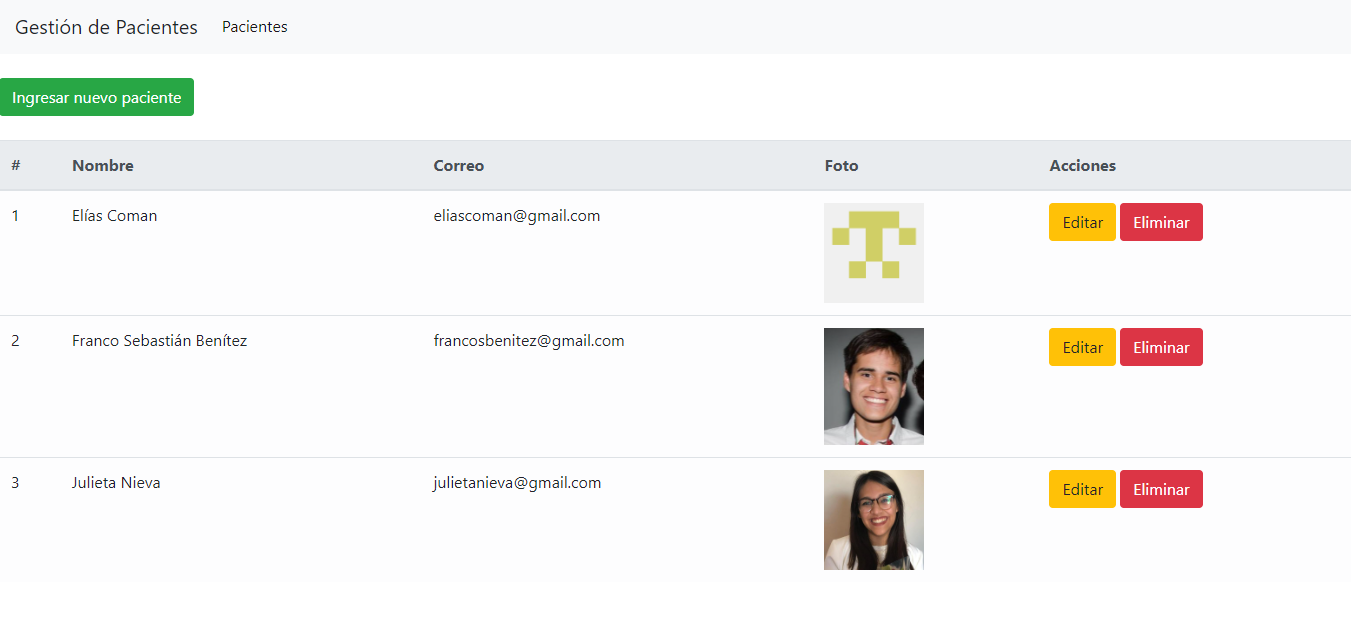 Gestión de Pacientes Pacientes
Ingresar nuevo paciente
# Nombre Correo Foto Acciones
1 Elías Coman eliascoman@gmail.com Editar Eliminar
2 Franco Sebastián Benítez francosbenitez@gmail.com Editar Eliminar
3 Julieta Nieva julietanieva@gmail.com Editar Eliminar